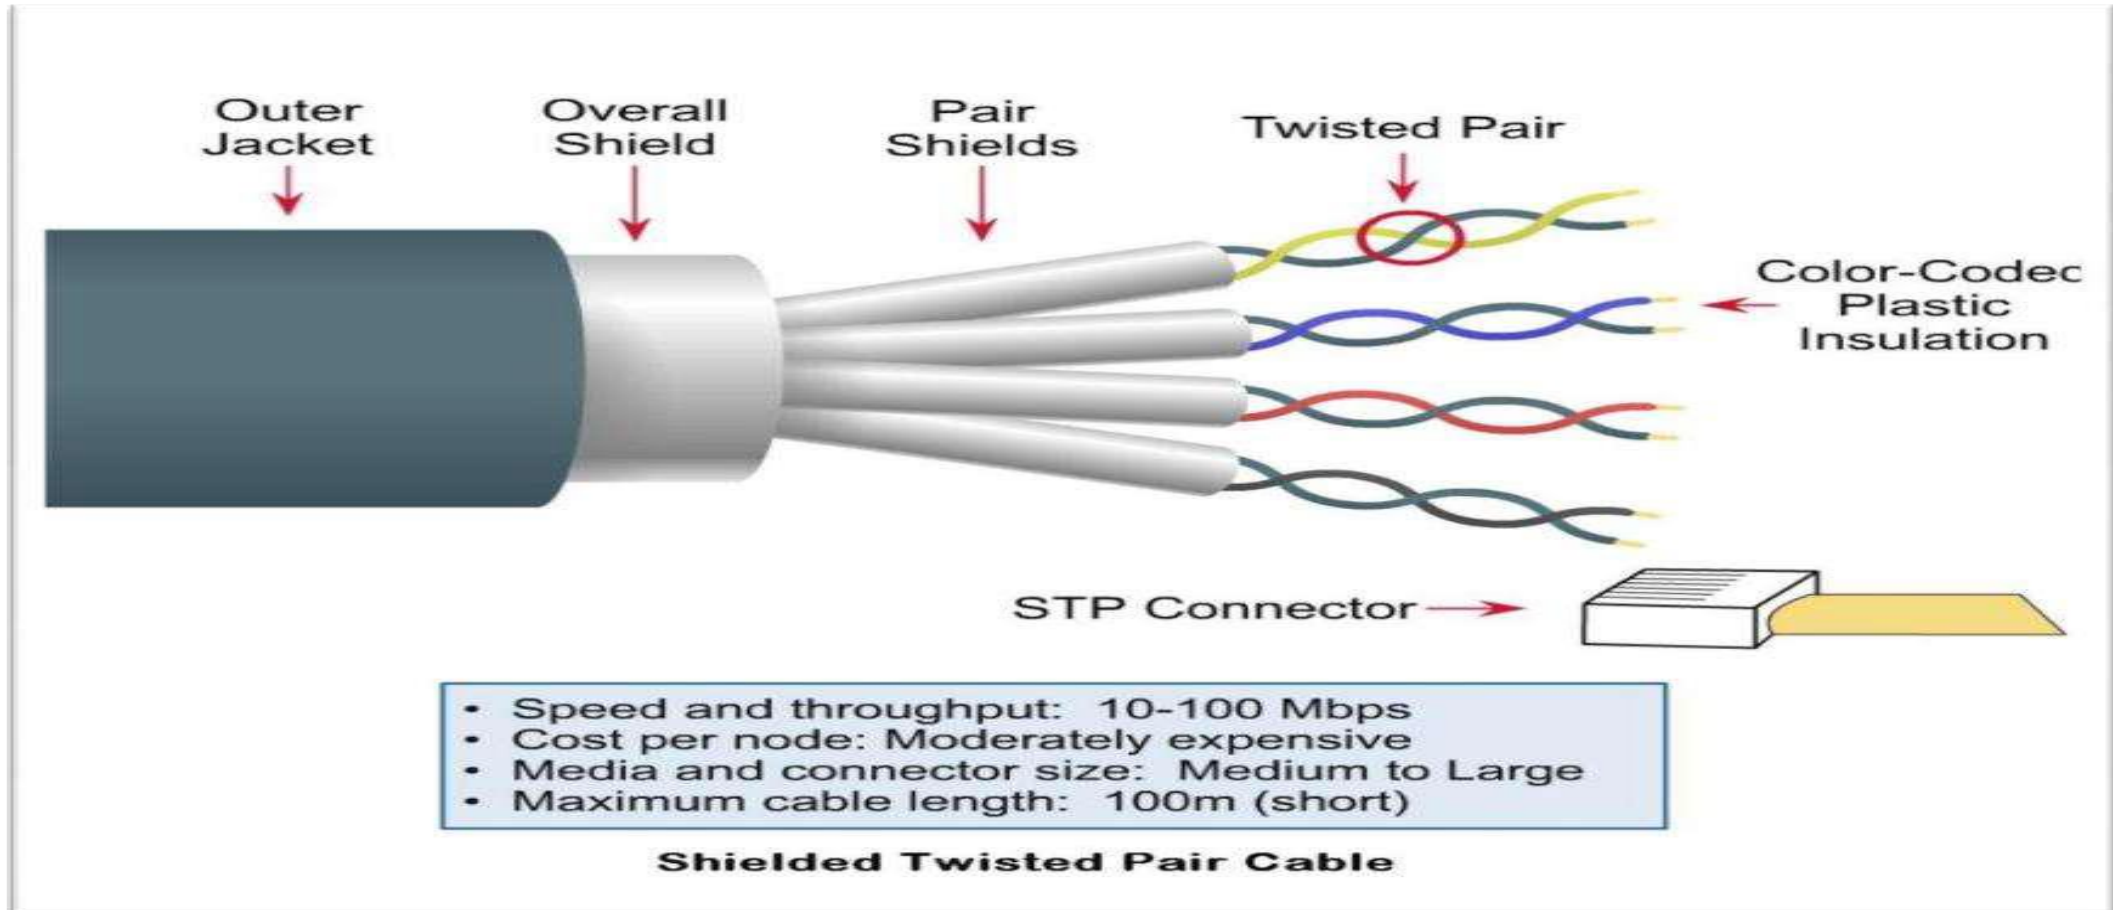 Outer
Jacket
Overall
Shield
Pair
Shields
Twisted Pair
Color-Codec
Plastic
Insulation
STP Connector
• Speed and throughput: 10-100 Mbps
• Cost per node: Moderately expensive
• Media and connector size: Medium to Large
• Maximum cable length: 100m (short)
Shielded Twisted Pair Cable